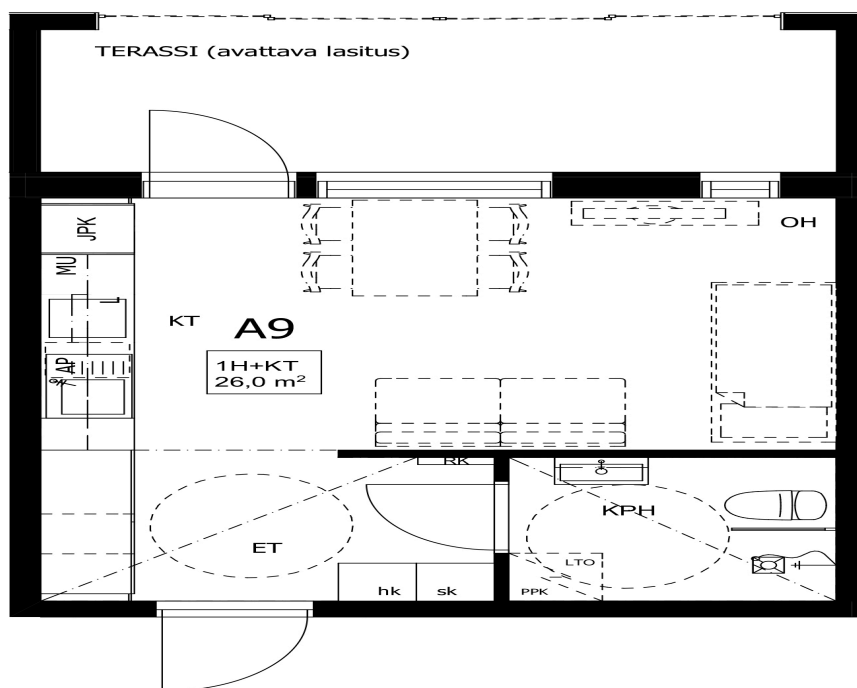 TERASSI (avattava lasitus)
JPK
OH
MU
L
KT
A9
AP
1H+KT
26,0 m²
RK
KPH
ET
LTO
hk
sk
PPK